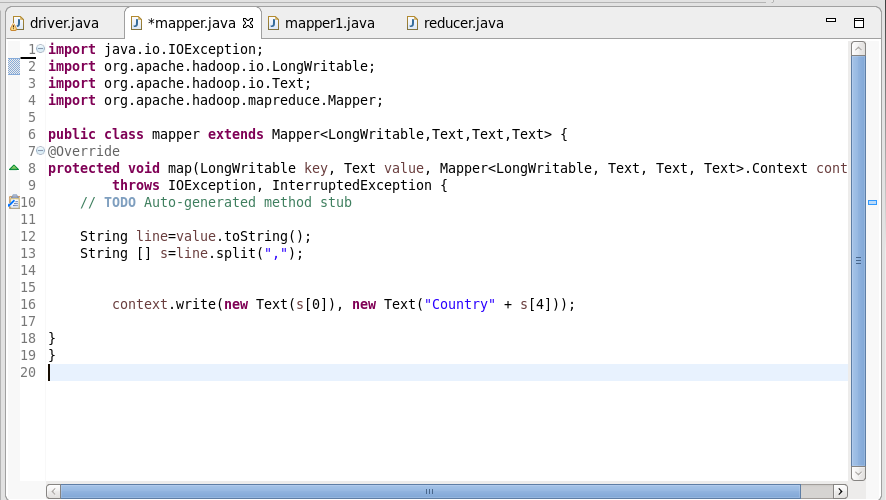 driver.java *mapper.java mapper1.java reducer.java
1 import java.io.IOException;
2 import org.apache.hadoop.io.LongWritable;
3 import org.apache.hadoop.io.Text;
4 import org.apache.hadoop.mapreduce.Mapper;
5
6 public class mapper extends Mapper<LongWritable,Text,Text,Text> {
7 @Override
8 protected void map(LongWritable key, Text value, Mapper<LongWritable, Text, Text, Text>.Context cont
9 throws IOException, InterruptedException {
10 // TODO Auto-generated method stub
11
12 String line=value.toString();
13 String [] s=line.split(",");
14
15
16 context.write(new Text(s[0]), new Text("Country" + s[4]));
17
18 }
19 }
20